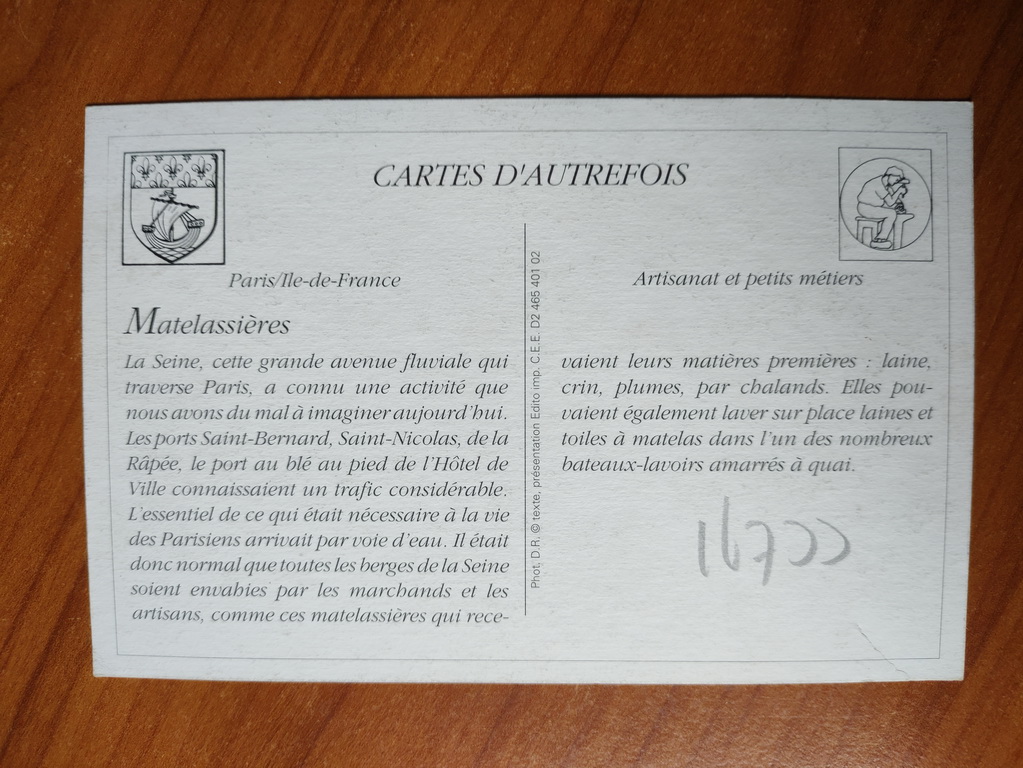 CARTES D'AUTREFOIS
Paris/Ile-de-France
Matelassières
La Seine, cette grande avenue fluviale qui
traverse Paris, a connu une activité que
nous avons du mal à imaginer aujourd'hui.
Les ports Saint-Bernard, Saint-Nicolas, de la
Râpée, le port au blé au pied de l'Hôtel de
Ville connaissaient un trafic considérable.
L'essentiel de ce qui était nécessaire à la vie
des Parisiens arrivait par voie d'eau. Il était
donc normal que toutes les berges de la Seine
soient envahies par les marchands et les
artisans, comme ces matelassières qui rece-
Phot. D.R. © texte, présentation Edito imp. C.E.E. D2 465 401 02
Artisanat et petits métiers
vaient leurs matières premières : laine,
crin, plumes, par chalands. Elles pou-
vaient également laver sur place laines et
toiles à matelas dans l'un des nombreux
bateaux-lavoirs amarrés à quai.